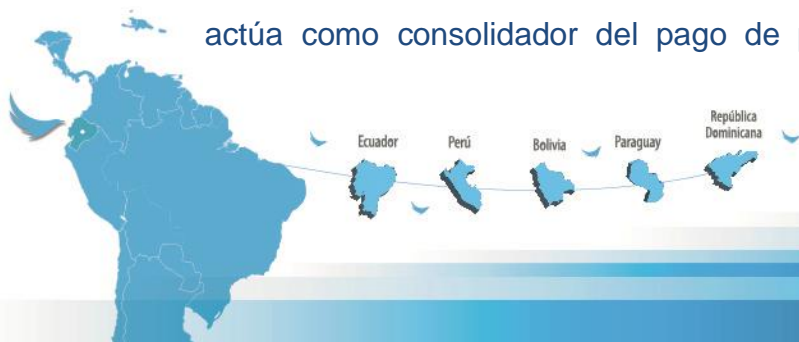 actúa como consolidador del pago de
Ecuador
Perú
Bolivia
Paraguay
República
Dominicana